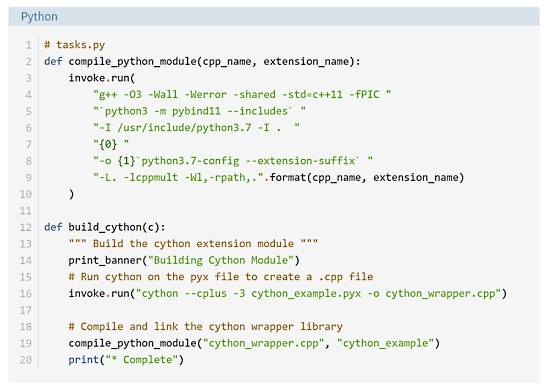 Python
1 # tasks.py
2 def compile_python_module(cpp_name, extension_name):
3     invoke.run(
4         "g++ -O3 -Wall -Werror -shared -std=c++11 -fPIC "
5         "`python3 -m pybind11 --includes` "
6         "-I /usr/include/python3.7 -I .  "
7         "{0} "
8         "-o {1}`python3.7-config --extension-suffix` "
9         "-L. -lcppmult -Wl,-rpath,.".format(cpp_name, extension_name)
10     )
11
12 def build_cython(c):
13     """ Build the cython extension module """
14     print_banner("Building Cython Module")
15     # Run cython on the pyx file to create a .cpp file
16     invoke.run("cython --cplus -3 cython_example.pyx -o cython_wrapper.cpp")
17
18     # Compile and link the cython wrapper library
19     compile_python_module("cython_wrapper.cpp", "cython_example")
20     print("* Complete")